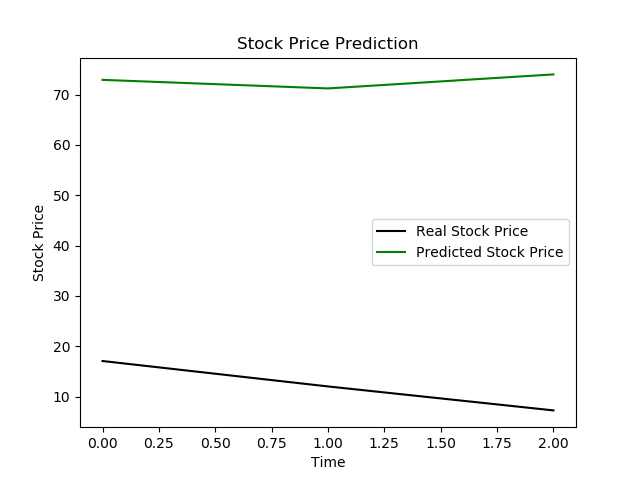 Stock Price Prediction
70
60
50
40
30
20
10
Stock Price
Real Stock Price
Predicted Stock Price
0.00 0.25 0.50 0.75 1.00 1.25 1.50 1.75 2.00
Time